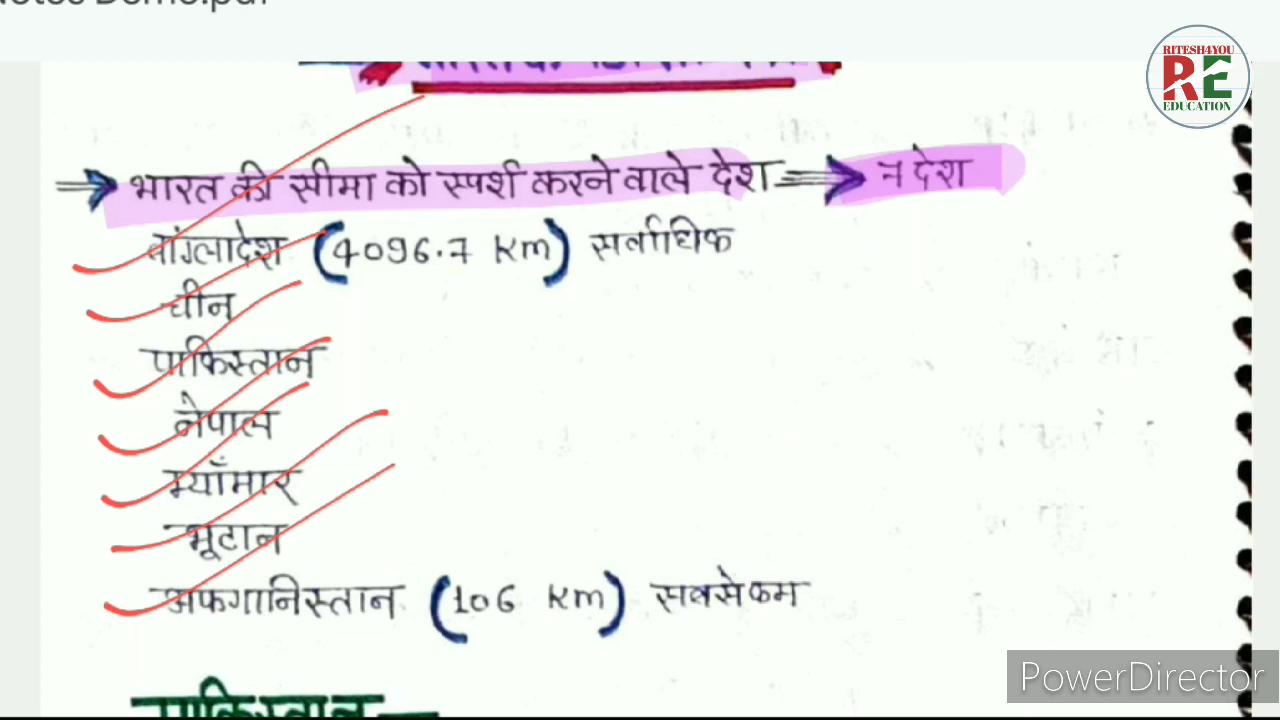 RITESH4YOU
RE
EDUCATION
भारत की सीमा को स्पर्श करने वाले देश ⇒ 7 देश
बांग्लादेश (4096.7 km) सर्वाधिक
चीन
पाकिस्तान
नेपाल
म्याँमार
भूटान
अफगानिस्तान (106 km) सबसे कम
पाकिस्तान
PowerDirector